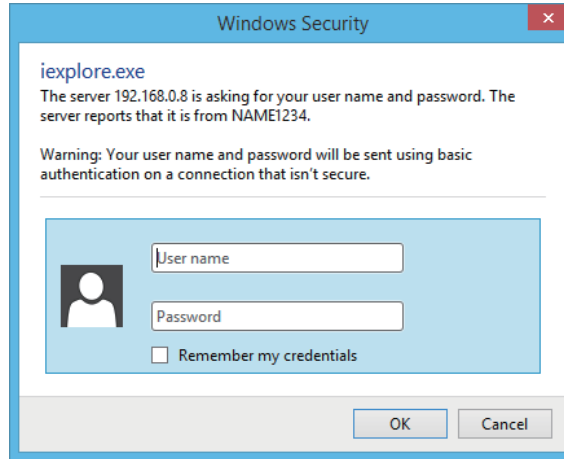 Windows Security
iexplore.exe
The server 192.168.0.8 is asking for your user name and password. The
server reports that it is from NAME1234.
Warning: Your user name and password will be sent using basic
authentication on a connection that isn't secure.
User name
Password
Remember my credentials
OK Cancel